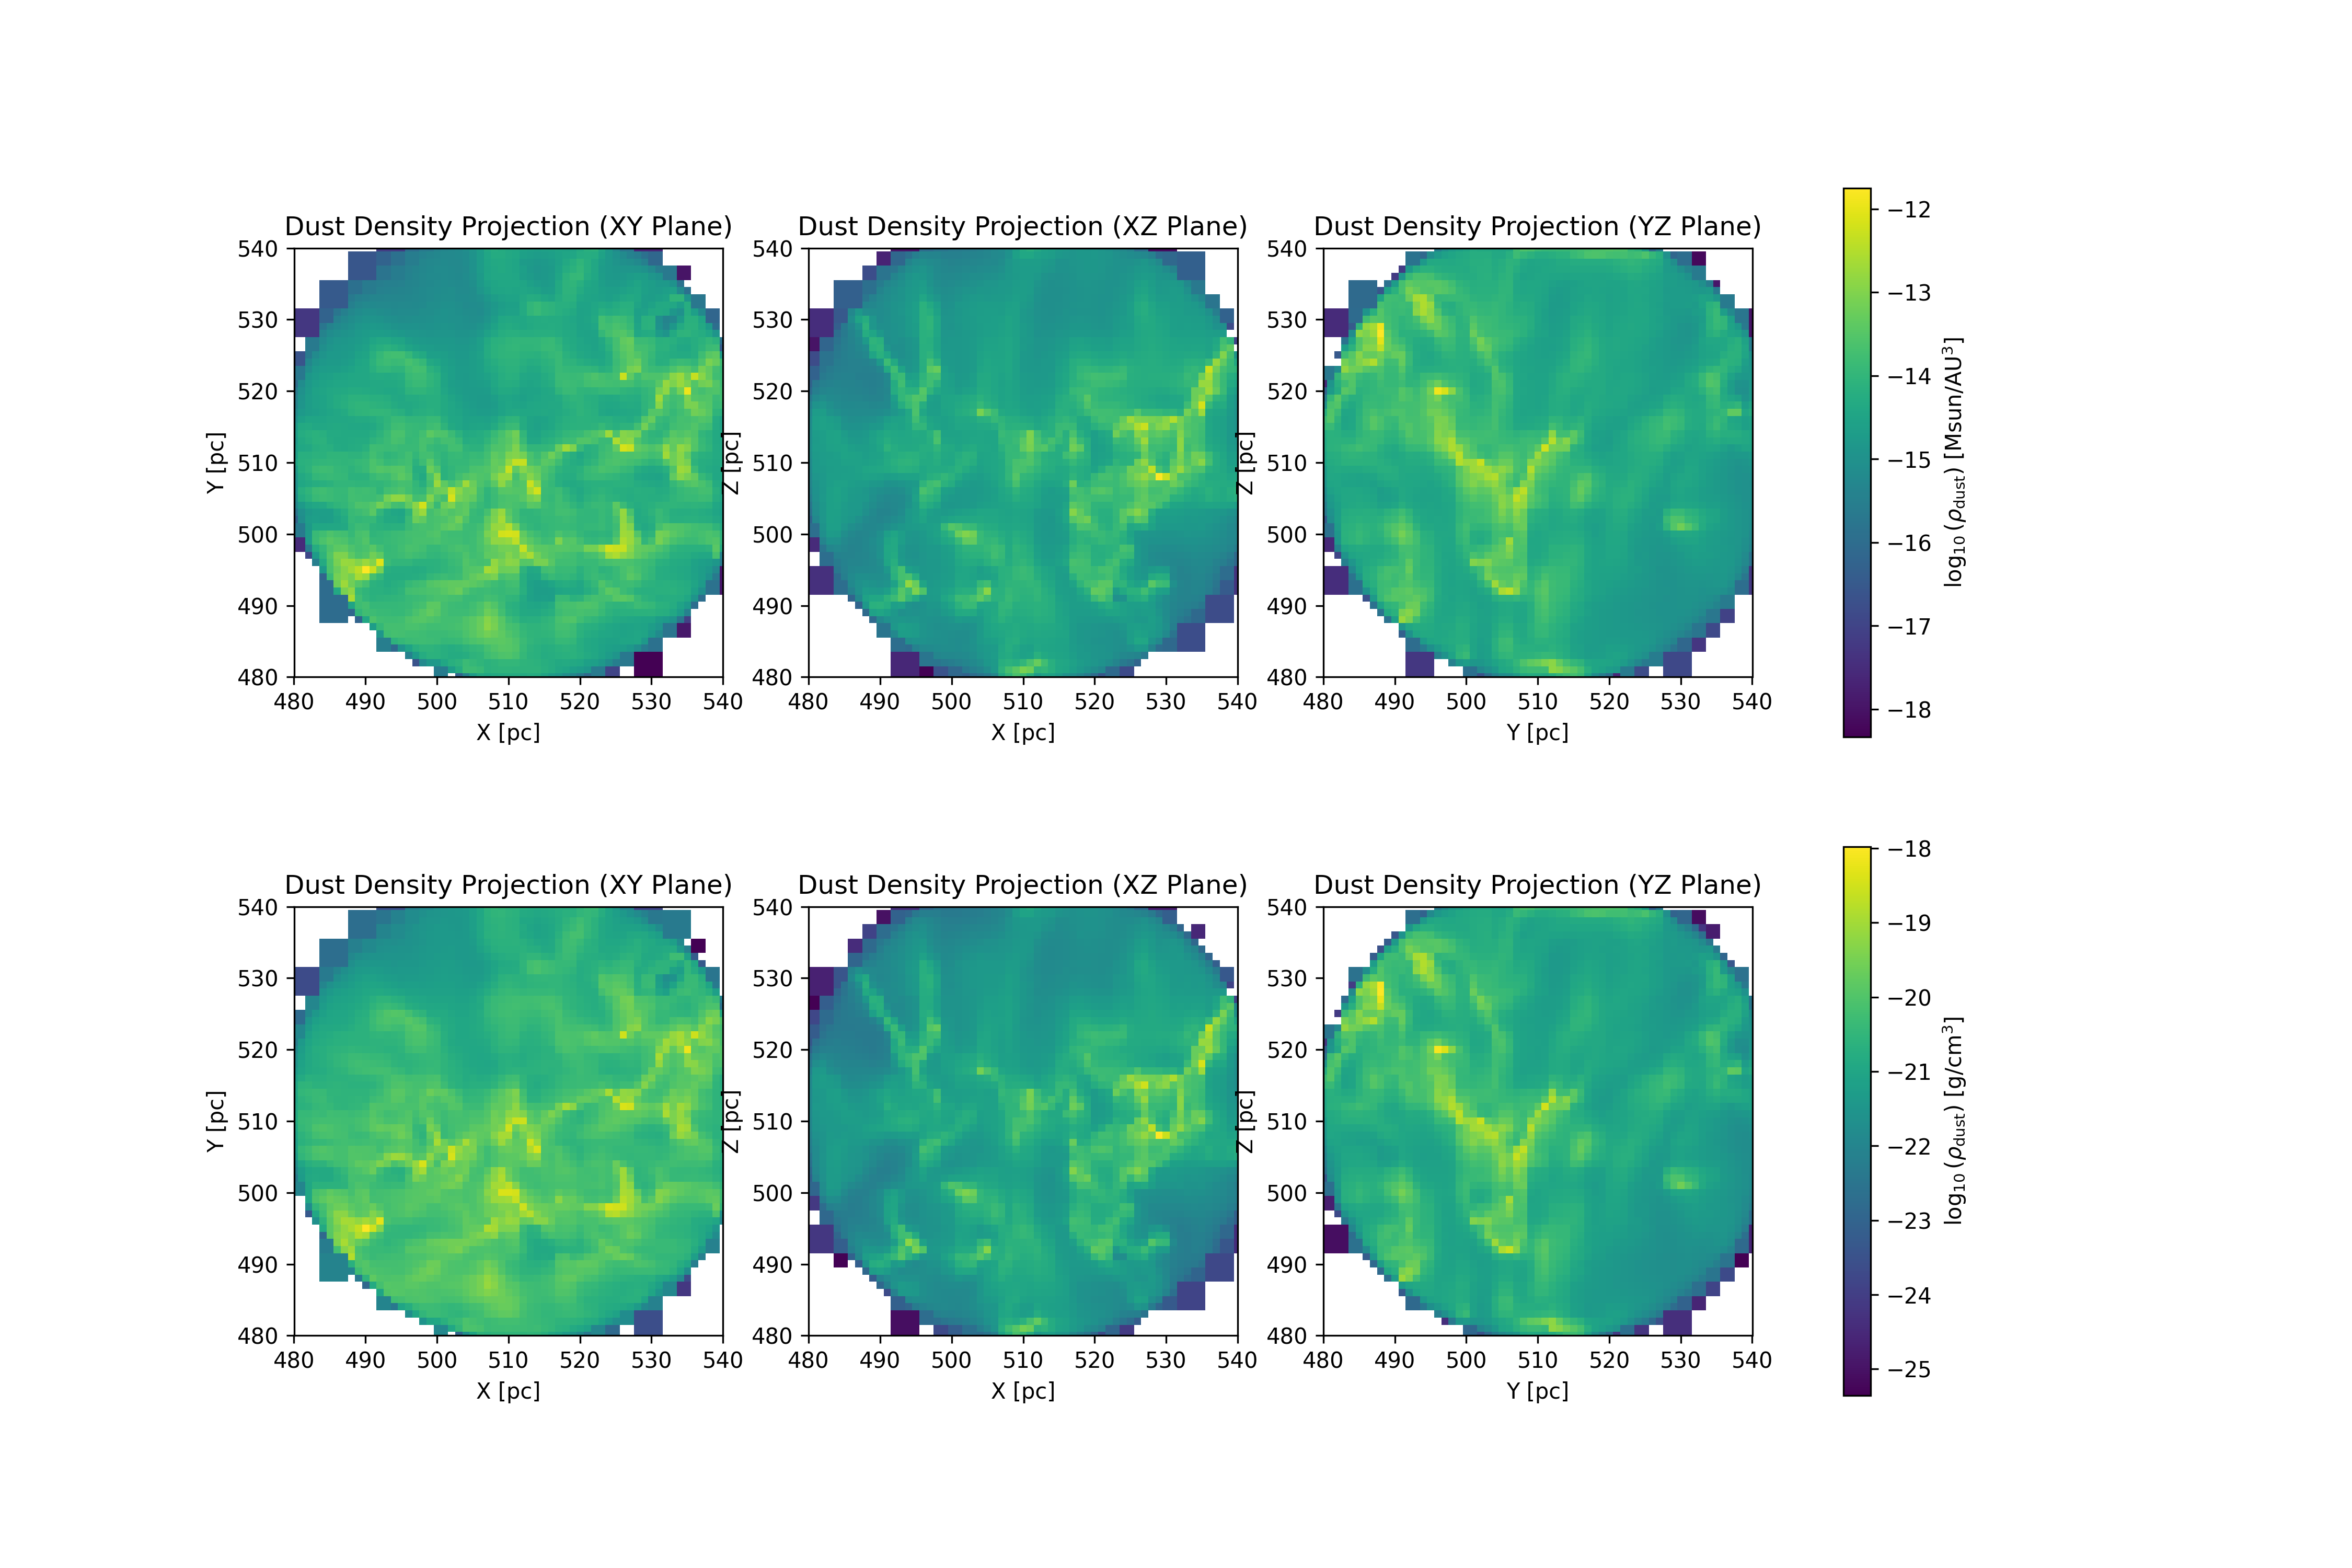 Dust Density Projection (XY Plane)
Dust Density Projection (XZ Plane)
Dust Density Projection (YZ Plane)
540
530
520
510
500
490
480
Y [pc]
480 490 500 510 520 530 540
X [pc]
540
530
520
510
500
490
480
Z [pc]
480 490 500 510 520 530 540
X [pc]
540
530
520
510
500
490
480
Z [pc]
480 490 500 510 520 530 540
Y [pc]
−12
−13
−14
−15
−16
−17
−18
log₁₀(ρ_dust) [Msun/AU³]
Dust Density Projection (XY Plane)
Dust Density Projection (XZ Plane)
Dust Density Projection (YZ Plane)
540
530
520
510
500
490
480
Y [pc]
480 490 500 510 520 530 540
X [pc]
540
530
520
510
500
490
480
Z [pc]
480 490 500 510 520 530 540
X [pc]
540
530
520
510
500
490
480
Z [pc]
480 490 500 510 520 530 540
Y [pc]
−18
−19
−20
−21
−22
−23
−24
−25
log₁₀(ρ_dust) [g/cm³]